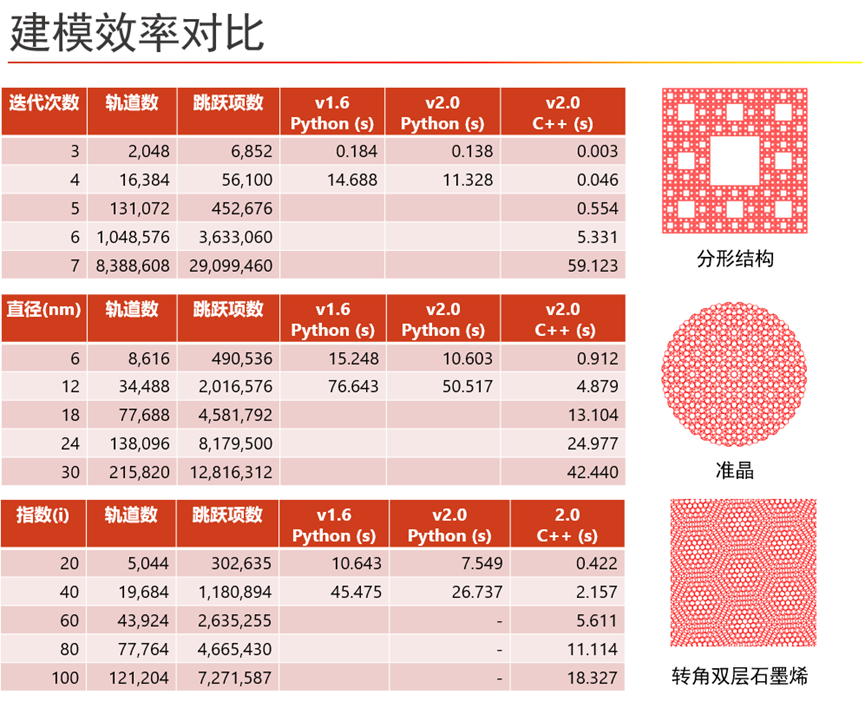 建模效率对比
迭代次数 轨道数 跳跃项数 v1.6 Python (s) v2.0 Python (s) v2.0 C++ (s)
3 2,048 6,852 0.184 0.138 0.003
4 16,384 56,100 14.688 11.328 0.046
5 131,072 452,676 0.554
6 1,048,576 3,633,060 5.331
7 8,388,608 29,099,460 59.123
分形结构
直径(nm) 轨道数 跳跃项数 v1.6 Python (s) v2.0 Python (s) v2.0 C++ (s)
6 8,616 490,536 15.248 10.603 0.912
12 34,488 2,016,576 76.643 50.517 4.879
18 77,688 4,581,792 13.104
24 138,096 8,179,500 24.977
30 215,820 12,816,312 42.440
准晶
指数(i) 轨道数 跳跃项数 v1.6 Python (s) v2.0 Python (s) 2.0 C++ (s)
20 5,044 302,635 10.643 7.549 0.422
40 19,684 1,180,894 45.475 26.737 2.157
60 43,924 2,635,255 - 5.611
80 77,764 4,665,430 - 11.114
100 121,204 7,271,587 - 18.327
转角双层石墨烯